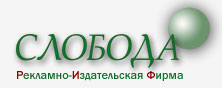 СЛОБОДА
Рекламно-Издательская Фирма